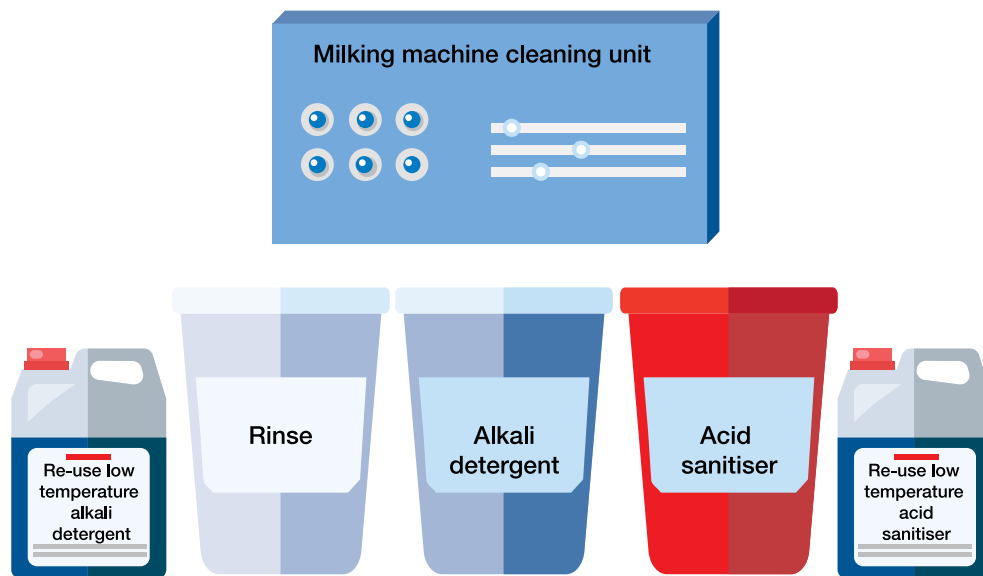 Milking machine cleaning unit
Rinse
Alkali
detergent
Acid
sanitiser
Re-use low
temperature
alkali
detergent
Re-use low
temperature
acid
sanitiser